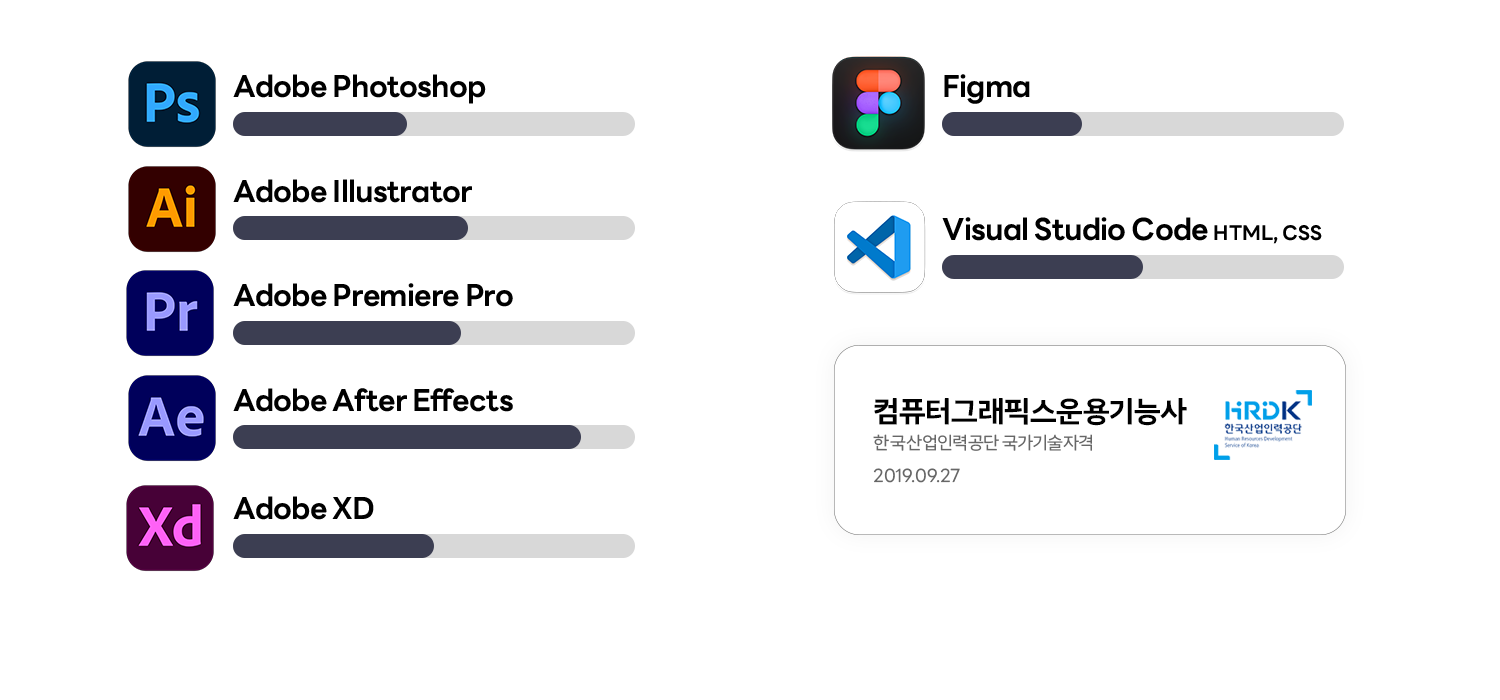 Ps
Adobe Photoshop
Ai
Adobe Illustrator
Pr
Adobe Premiere Pro
Ae
Adobe After Effects
Xd
Adobe XD
Figma
Visual Studio Code HTML, CSS
컴퓨터그래픽스운용기능사
한국산업인력공단 국가기술자격
2019.09.27
HRDK
한국산업인력공단
Human Resources Development
Service of Korea